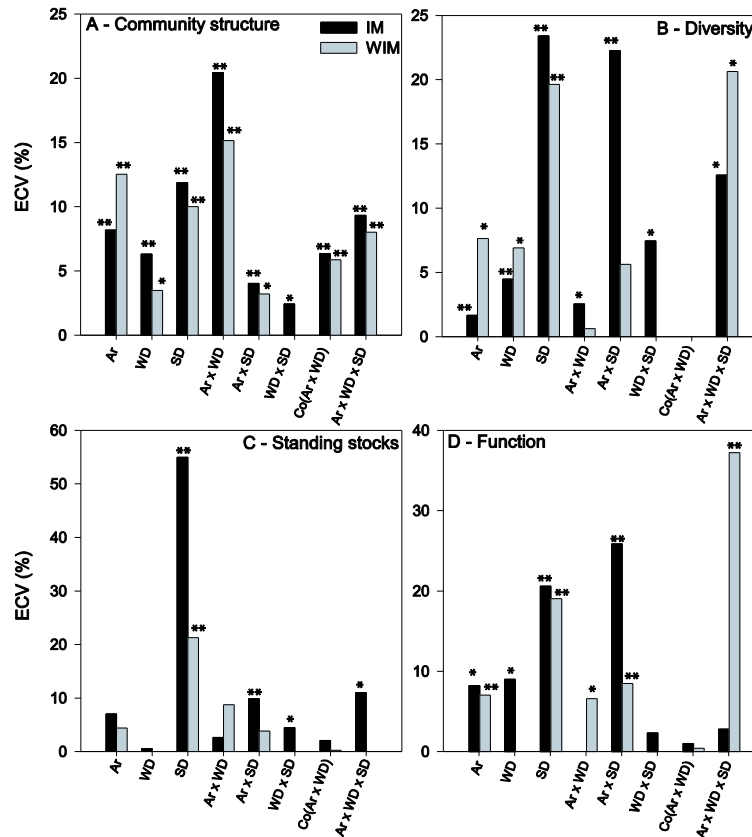 A - Community structure
IM
WIM
ECV (%)
25
20
15
10
5
0
** ** ** * ** ** ** ** ** * * ** ** ** **
Ar
WD
SD
Ar x WD
Ar x SD
WD x SD
Co(Ar x WD)
Ar x WD x SD
B - Diversity
25
20
15
10
5
0
** * ** * ** ** * ** * * *
Ar
WD
SD
Ar x WD
Ar x SD
WD x SD
Co(Ar x WD)
Ar x WD x SD
C - Standing stocks
ECV (%)
60
50
40
30
20
10
0
** ** ** * *
Ar
WD
SD
Ar x WD
Ar x SD
WD x SD
Co(Ar x WD)
Ar x WD x SD
D - Function
40
30
20
10
0
* ** * ** ** * ** ** **
Ar
WD
SD
Ar x WD
Ar x SD
WD x SD
Co(Ar x WD)
Ar x WD x SD